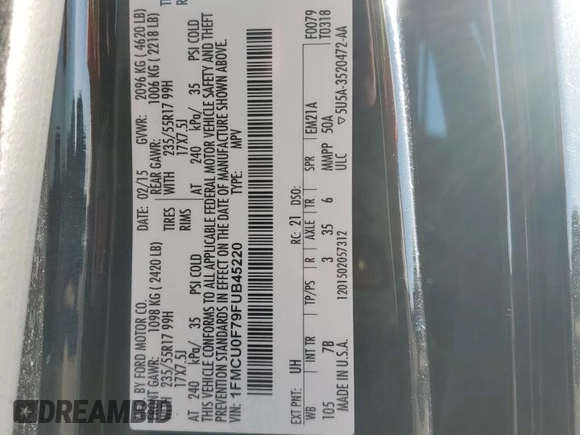 BY FORD MOTOR CO.
DATE: 02/15 GVWR: 2096 KG ( 4620 LB)
GAWR: 1098 KG ( 2420 LB) REAR GAWR: 1006 KG ( 2218 LB)
WITH 235/55R17 99H TIRES WITH 235/55R17 99H
17X7.5J RIMS 17X7.5J
AT 240 kPa/ 35 PSI COLD AT 240 kPa/ 35 PSI COLD
THIS VEHICLE CONFORMS TO ALL APPLICABLE FEDERAL MOTOR VEHICLE SAFETY AND THEFT
PREVENTION STANDARDS IN EFFECT ON THE DATE OF MANUFACTURE SHOWN ABOVE.
VIN: 1FMCU0F79FUB45220
TYPE: MPV
EXT PNT: UH RC: 21 DSO: F0079
WB INT TR TP/PS R AXLE TR SPR EM21A T0318
105 7B 3 35 6 MMPP 50A
MADE IN U.S.A. 1201502057312 ULC ▽5U5A-3520472-AA
DREAMBID